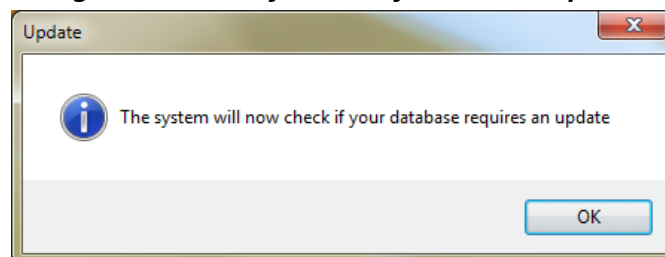 Update
The system will now check if your database requires an update
OK